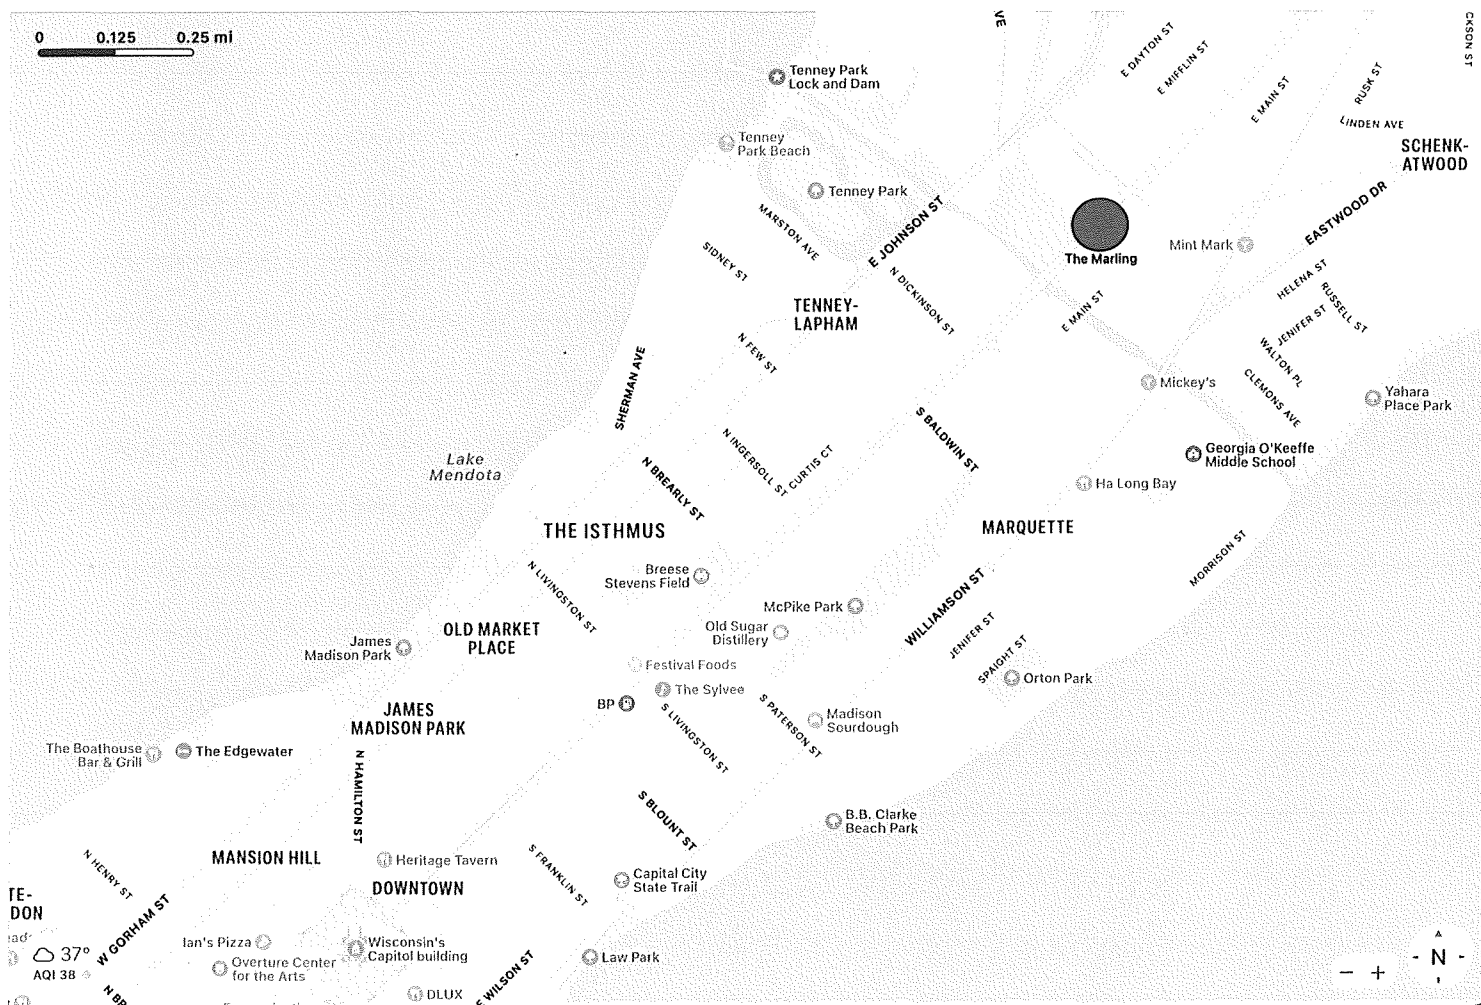 0 0.125 0.25 mi
VE
E DAYTON ST
E MIFFLIN ST
E MAIN ST
RUSK ST
CKSON ST
LINDEN AVE
SCHENK-
ATWOOD
Tenney Park
Lock and Dam
Tenney
Park Beach
Tenney Park
MARSTON AVE
SIDNEY ST
E JOHNSON ST
N DICKINSON ST
The Marling
Mint Mark
EASTWOOD DR
HELENA ST
RUSSELL ST
JENIFER ST
WALTON PL
CLEMONS AVE
E MAIN ST
TENNEY-
LAPHAM
N FEW ST
SHERMAN AVE
Mickey's
Yahara
Place Park
Georgia O'Keeffe
Middle School
S BALDWIN ST
N INGERSOLL ST
CURTIS CT
N BREARLY ST
Lake
Mendota
Ha Long Bay
THE ISTHMUS
MARQUETTE
MORRISON ST
Breese
Stevens Field
N LIVINGSTON ST
McPike Park
WILLIAMSON ST
Old Sugar
Distillery
JENIFER ST
SPAIGHT ST
Orton Park
James
Madison Park
OLD MARKET
PLACE
Festival Foods
The Sylvee
BP
S LIVINGSTON ST
S PATERSON ST
Madison
Sourdough
JAMES
MADISON PARK
The Boathouse
Bar & Grill
The Edgewater
N HAMILTON ST
S BLOUNT ST
B.B. Clarke
Beach Park
N HENRY ST
MANSION HILL
Heritage Tavern
DOWNTOWN
S FRANKLIN ST
Capital City
State Trail
TE-
DON
W GORHAM ST
Ian's Pizza
Overture Center
for the Arts
Wisconsin's
Capitol building
Law Park
37°
AQI 38
N BR
DLUX
E WILSON ST
N
− +